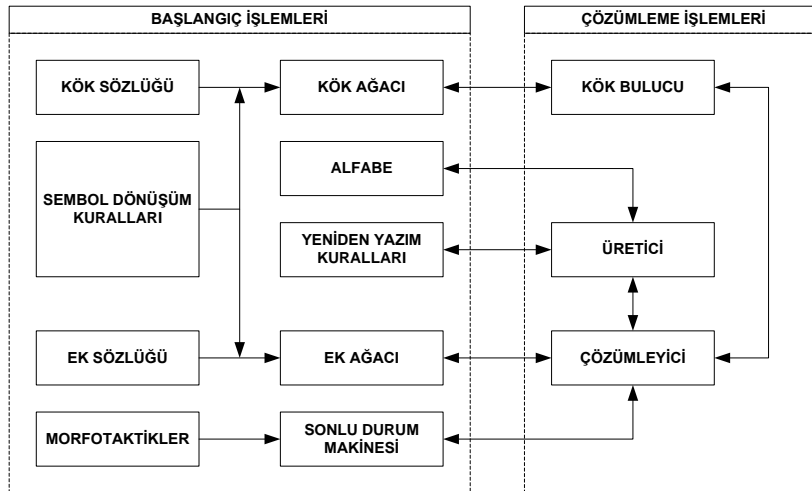 BAŞLANGIÇ İŞLEMLERİ
ÇÖZÜMLEME İŞLEMLERİ
KÖK SÖZLÜĞÜ
KÖK AĞACI
KÖK BULUCU
ALFABE
SEMBOL DÖNÜŞÜM
KURALLARI
YENİDEN YAZIM
KURALLARI
ÜRETİCİ
EK SÖZLÜĞÜ
EK AĞACI
ÇÖZÜMLEYİCİ
MORFOTAKTİKLER
SONLU DURUM
MAKİNESİ